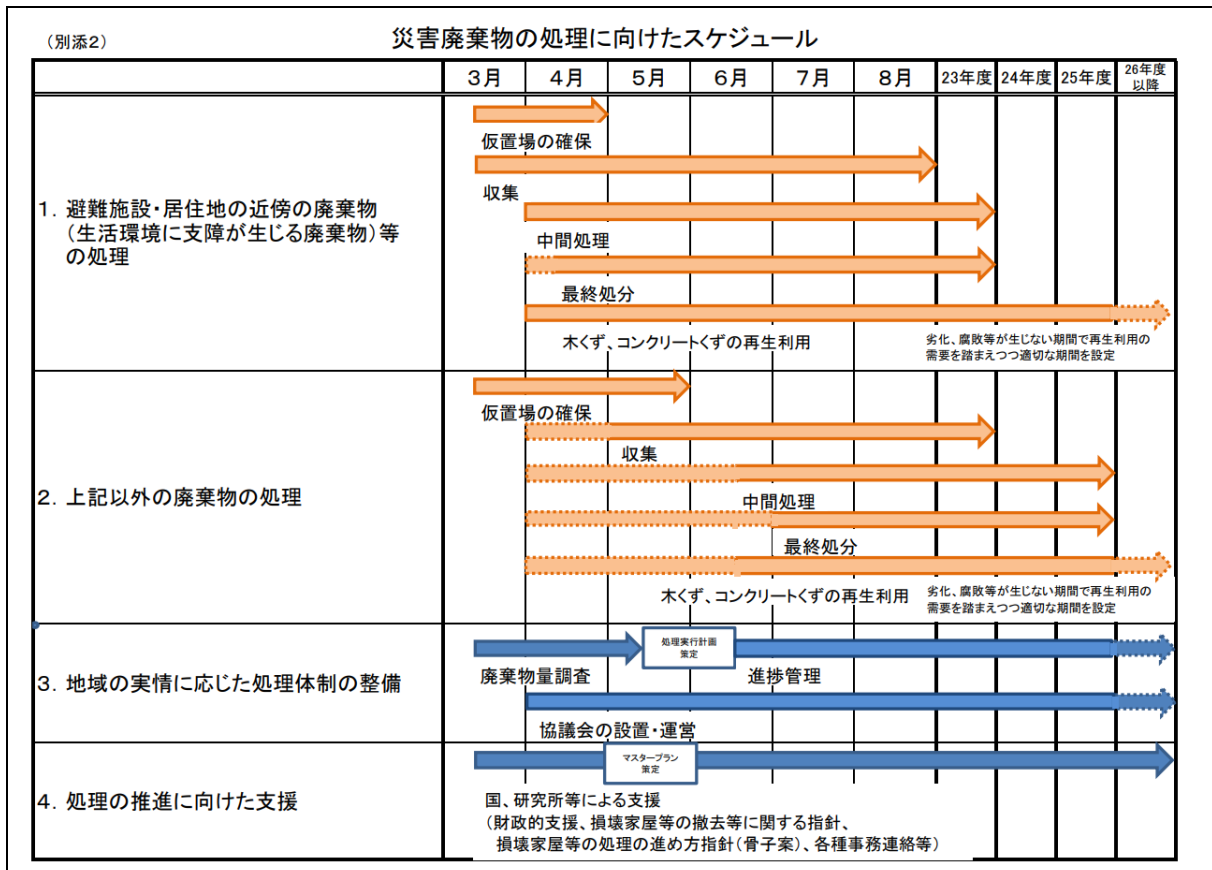 (別添2)
災害廃棄物の処理に向けたスケジュール
3月 4月 5月 6月 7月 8月 23年度 24年度 25年度 26年度
以降
1. 避難施設・居住地の近傍の廃棄物
(生活環境に支障が生じる廃棄物)等
の処理
仮置場の確保
収集
中間処理
最終処分
木くず、コンクリートくずの再生利用
劣化、腐敗等が生じない期間で再生利用の
需要を踏まえつつ適切な期間を設定
2. 上記以外の廃棄物の処理
仮置場の確保
収集
中間処理
最終処分
木くず、コンクリートくずの再生利用
劣化、腐敗等が生じない期間で再生利用の
需要を踏まえつつ適切な期間を設定
3. 地域の実情に応じた処理体制の整備
処理実行計画
策定
廃棄物量調査
進捗管理
協議会の設置・運営
4. 処理の推進に向けた支援
マスタープラン
策定
国、研究所等による支援
(財政的支援、損壊家屋等の撤去等に関する指針、
損壊家屋等の処理の進め方指針(骨子案)、各種事務連絡等)